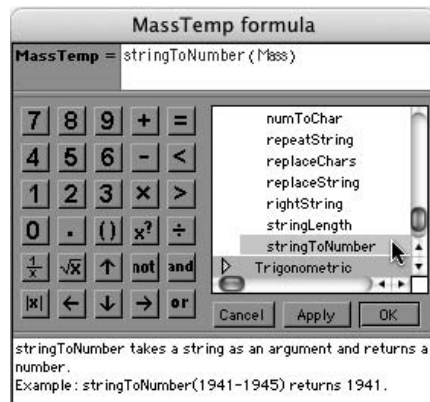 MassTemp formula
MassTemp = stringToNumber(Mass)
7 8 9 + =
4 5 6 - <
1 2 3 × >
0 . () x? ÷
1/x √x ↑ not and
|x| ← ↓ → or
numToChar
repeatString
replaceChars
replaceString
rightString
stringLength
stringToNumber
Trigonometric
Cancel Apply OK
stringToNumber takes a string as an argument and returns a
number.
Example: stringToNumber(1941-1945) returns 1941.